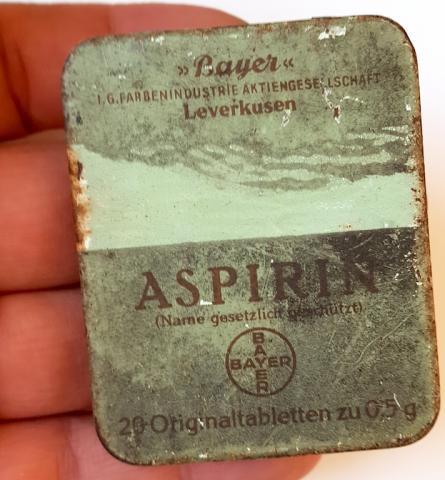 »Bayer«
I.G.FARBENINDUSTRIE AKTIENGESELLSCHAFT
Leverkusen
ASPIRIN
(Name gesetzlich geschützt)
BAYER
BAYER
20 Originaltabletten zu 0,5 g